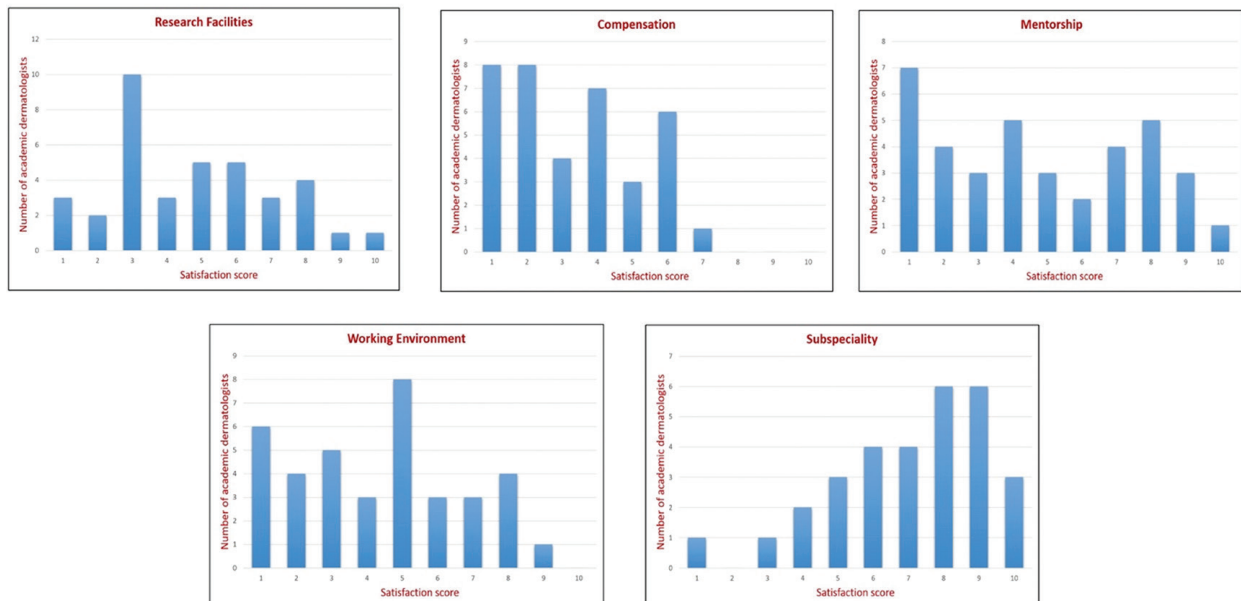 Research Facilities
Number of academic dermatologists
12
10
8
6
4
2
0
1 2 3 4 5 6 7 8 9 10
Satisfaction score
Compensation
Number of academic dermatologists
9
8
7
6
5
4
3
2
1
0
1 2 3 4 5 6 7 8 9 10
Satisfaction score
Mentorship
Number of academic dermatologists
8
7
6
5
4
3
2
1
0
1 2 3 4 5 6 7 8 9 10
Satisfaction score
Working Environment
Number of academic dermatologists
9
8
7
6
5
4
3
2
1
0
1 2 3 4 5 6 7 8 9 10
Satisfaction score
Subspeciality
Number of academic dermatologists
7
6
5
4
3
2
1
0
1 2 3 4 5 6 7 8 9 10
Satisfaction score